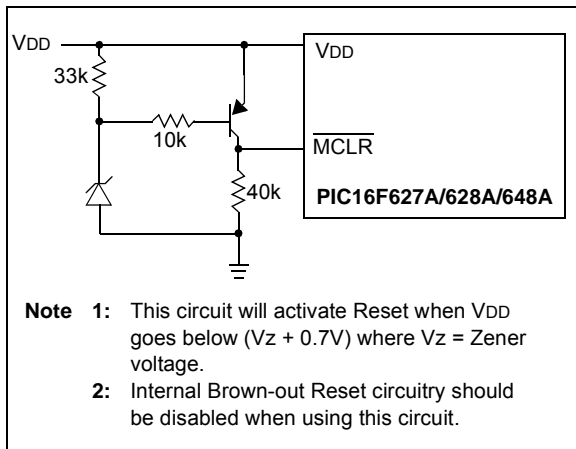 VDD
VDD
33k
10k
MCLR
40k
PIC16F627A/628A/648A
Note 1: This circuit will activate Reset when VDD
goes below (Vz + 0.7V) where Vz = Zener
voltage.
2: Internal Brown-out Reset circuitry should
be disabled when using this circuit.